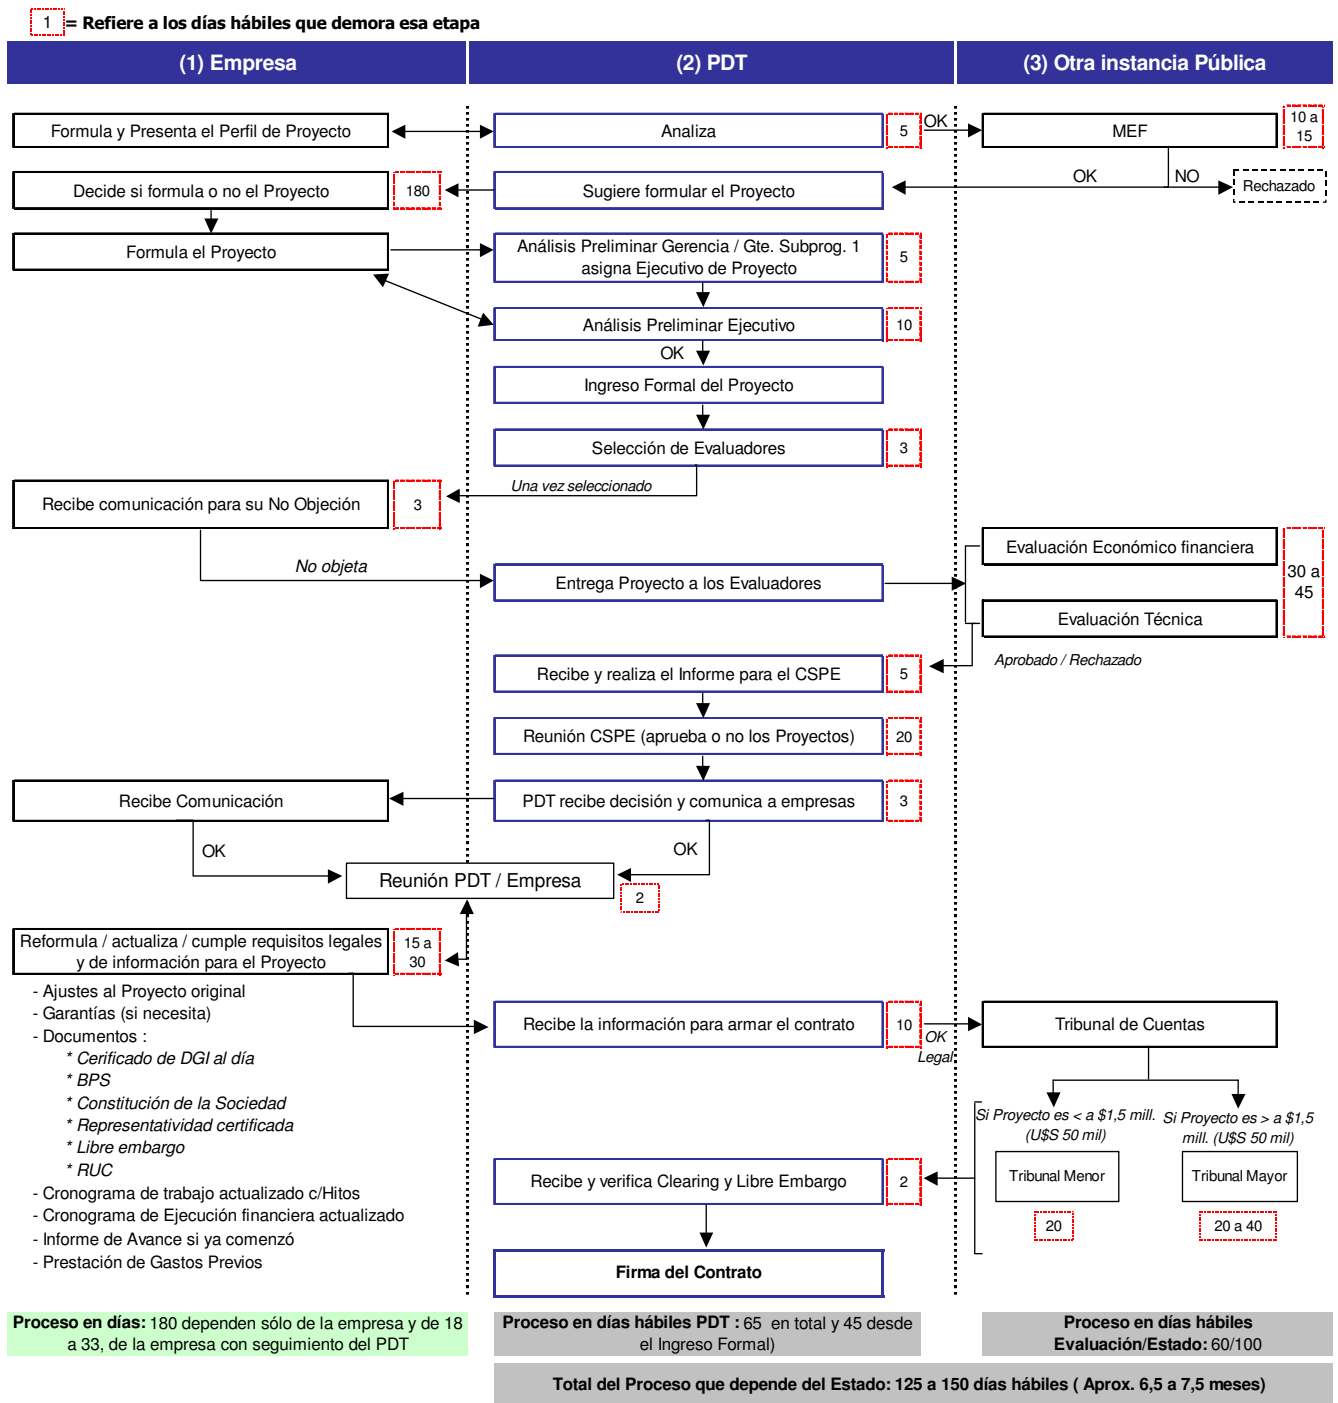 1 = Refiere a los días hábiles que demora esa etapa
(1) Empresa
(2) PDT
(3) Otra instancia Pública
Formula y Presenta el Perfil de Proyecto
Analiza
5
OK
MEF
10 a
15
Decide si formula o no el Proyecto
180
Sugiere formular el Proyecto
OK
NO
Rechazado
Formula el Proyecto
Análisis Preliminar Gerencia / Gte. Subprog. 1
asigna Ejecutivo de Proyecto
5
Análisis Preliminar Ejecutivo
10
OK
Ingreso Formal del Proyecto
Selección de Evaluadores
3
Una vez seleccionado
Recibe comunicación para su No Objeción
3
No objeta
Entrega Proyecto a los Evaluadores
Evaluación Económico financiera
30 a
45
Evaluación Técnica
Aprobado / Rechazado
Recibe y realiza el Informe para el CSPE
5
Reunión CSPE (aprueba o no los Proyectos)
20
Recibe Comunicación
PDT recibe decisión y comunica a empresas
3
OK
OK
Reunión PDT / Empresa
2
Reformula / actualiza / cumple requisitos legales
y de información para el Proyecto
15 a
30
- Ajustes al Proyecto original
- Garantías (si necesita)
- Documentos :
* Cerificado de DGI al día
* BPS
* Constitución de la Sociedad
* Representatividad certificada
* Libre embargo
* RUC
- Cronograma de trabajo actualizado c/Hitos
- Cronograma de Ejecución financiera actualizado
- Informe de Avance si ya comenzó
- Prestación de Gastos Previos
Recibe la información para armar el contrato
10
OK
Legal
Tribunal de Cuentas
Si Proyecto es < a $1,5 mill.
(U$S 50 mil)
Si Proyecto es > a $1,5
mill. (U$S 50 mil)
Tribunal Menor
Tribunal Mayor
20
20 a 40
Recibe y verifica Clearing y Libre Embargo
2
Firma del Contrato
Proceso en días: 180 dependen sólo de la empresa y de 18
a 33, de la empresa con seguimiento del PDT
Proceso en días hábiles PDT : 65 en total y 45 desde
el Ingreso Formal)
Proceso en días hábiles
Evaluación/Estado: 60/100
Total del Proceso que depende del Estado: 125 a 150 días hábiles ( Aprox. 6,5 a 7,5 meses)